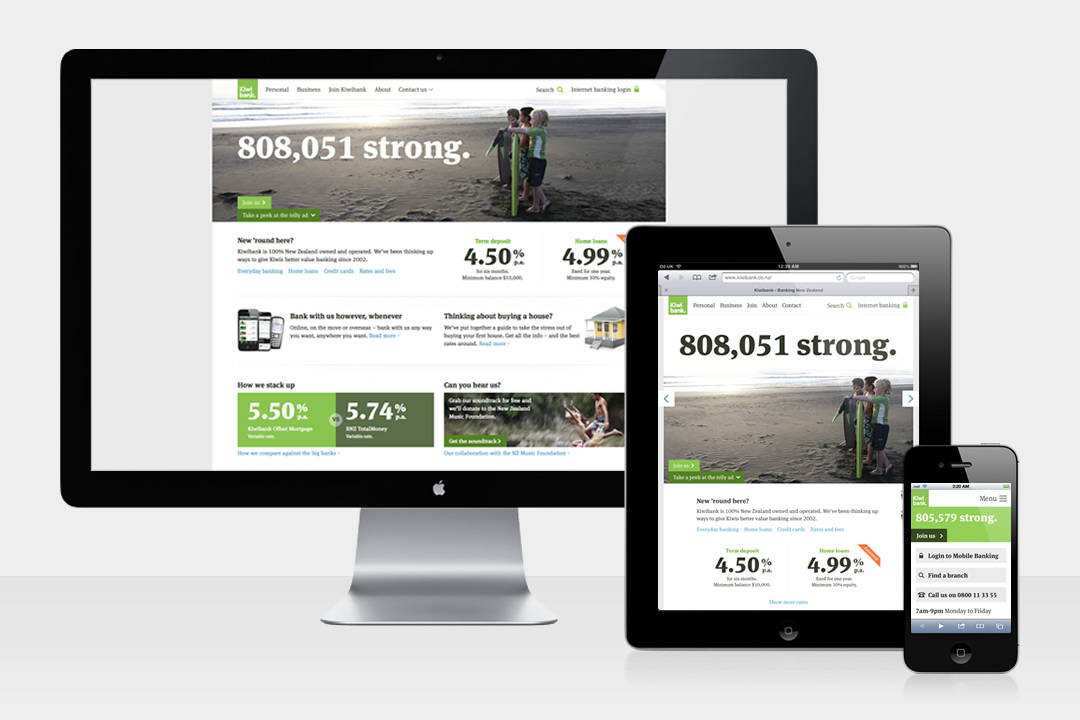 Kiwi
bank.
Personal Business Join Kiwibank About Contact us
Search Internet banking login
808,051 strong.
Join us
Take a peek at the telly ad
New 'round here?
Kiwibank is 100% New Zealand owned and operated. We've been thinking up
ways to give Kiwis better value banking since 2002.
Everyday banking Home loans Credit cards Rates and fees
Term deposit
4.50% p.a.
for six months.
Minimum balance $10,000.
Home loans
4.99% p.a.
fixed for one year.
Minimum 30% equity.
Bank with us however, whenever
Online, on the move or overseas – bank with us any way
you want, anywhere you want. Read more
Thinking about buying a house?
We've put together a guide to take the stress out of
buying your first house. Get all the info – and the best
rates around. Read more
How we stack up
5.50% p.a.
Kiwibank Offset Mortgage
Variable rate.
vs
5.74% p.a.
BNZ TotalMoney
Variable rate.
How we compare against the big banks
Can you hear us?
Grab our soundtrack for free and
we'll donate to the New Zealand
Music Foundation.
Get the soundtrack
Our collaboration with the NZ Music Foundation
O2-UK 12:39 AM 100%
www.kiwibank.co.nz/ Google
Kiwibank - Banking New Zealand
Kiwi
bank.
Personal Business Join About Contact
Search Internet banking
808,051 strong.
Join us
Take a peek at the telly ad
New 'round here?
Kiwibank is 100% New Zealand owned and operated. We've been thinking up
ways to give Kiwis better value banking since 2002.
Everyday banking Home loans Credit cards Rates and fees
Term deposit
4.50% p.a.
for six months.
Minimum balance $10,000.
Home loans
4.99% p.a.
fixed for one year.
Minimum 30% equity.
Show more rates
Kiwi
bank.
Menu
805,579 strong.
Join us
Login to Mobile Banking
Find a branch
Call us on 0800 11 33 55
7am-9pm Monday to Friday